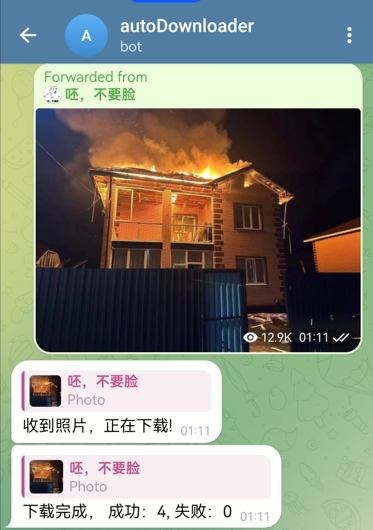 autoDownloader
A
bot
Forwarded from
呸，不要脸
12.9K 01:11
呸，不要脸
Photo
收到照片，正在下载!
01:11
呸，不要脸
Photo
下载完成， 成功：4, 失败：0
01:11